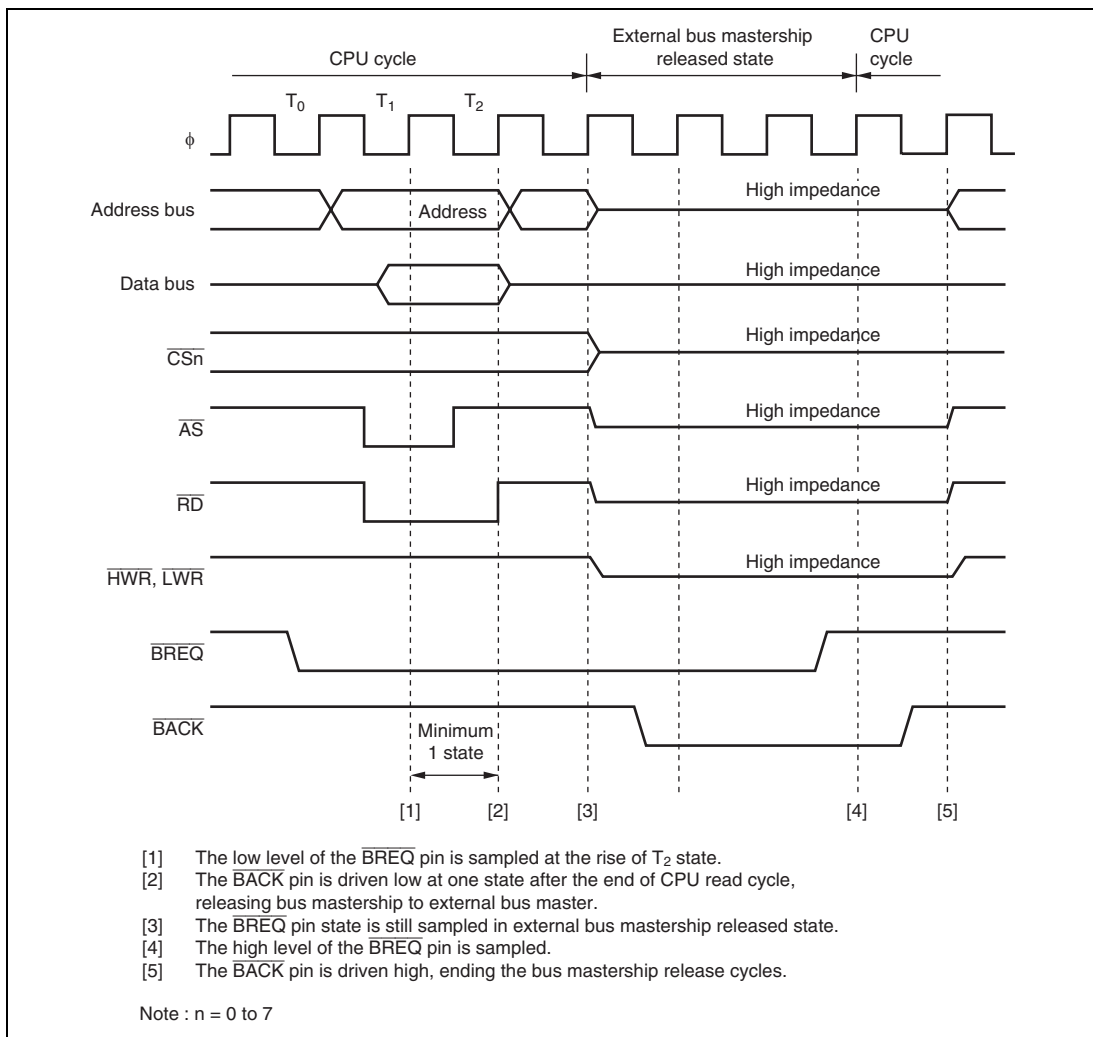 External bus mastership
released state
CPU
cycle
CPU cycle
T0 T1 T2
ϕ
Address bus
Address
High impedance
Data bus
High impedance
CSn
High impedance
AS
High impedance
RD
High impedance
HWR, LWR
High impedance
BREQ
BACK
Minimum
1 state
[1] [2] [3] [4] [5]
[1] The low level of the BREQ pin is sampled at the rise of T2 state.
[2] The BACK pin is driven low at one state after the end of CPU read cycle,
releasing bus mastership to external bus master.
[3] The BREQ pin state is still sampled in external bus mastership released state.
[4] The high level of the BREQ pin is sampled.
[5] The BACK pin is driven high, ending the bus mastership release cycles.
Note : n = 0 to 7